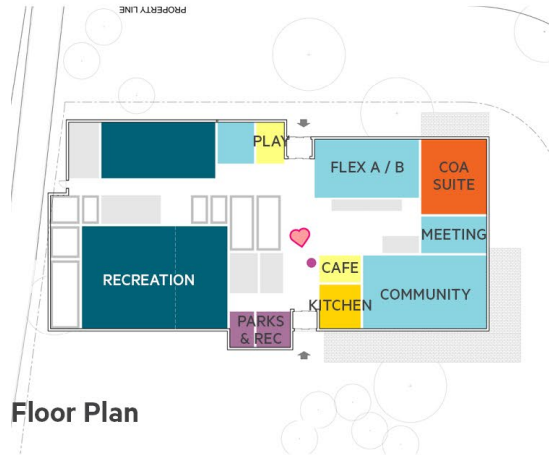 PROPERTY LINE
PLAY
FLEX A / B
COA
SUITE
MEETING
RECREATION
CAFE
KITCHEN
COMMUNITY
PARKS
& REC
Floor Plan